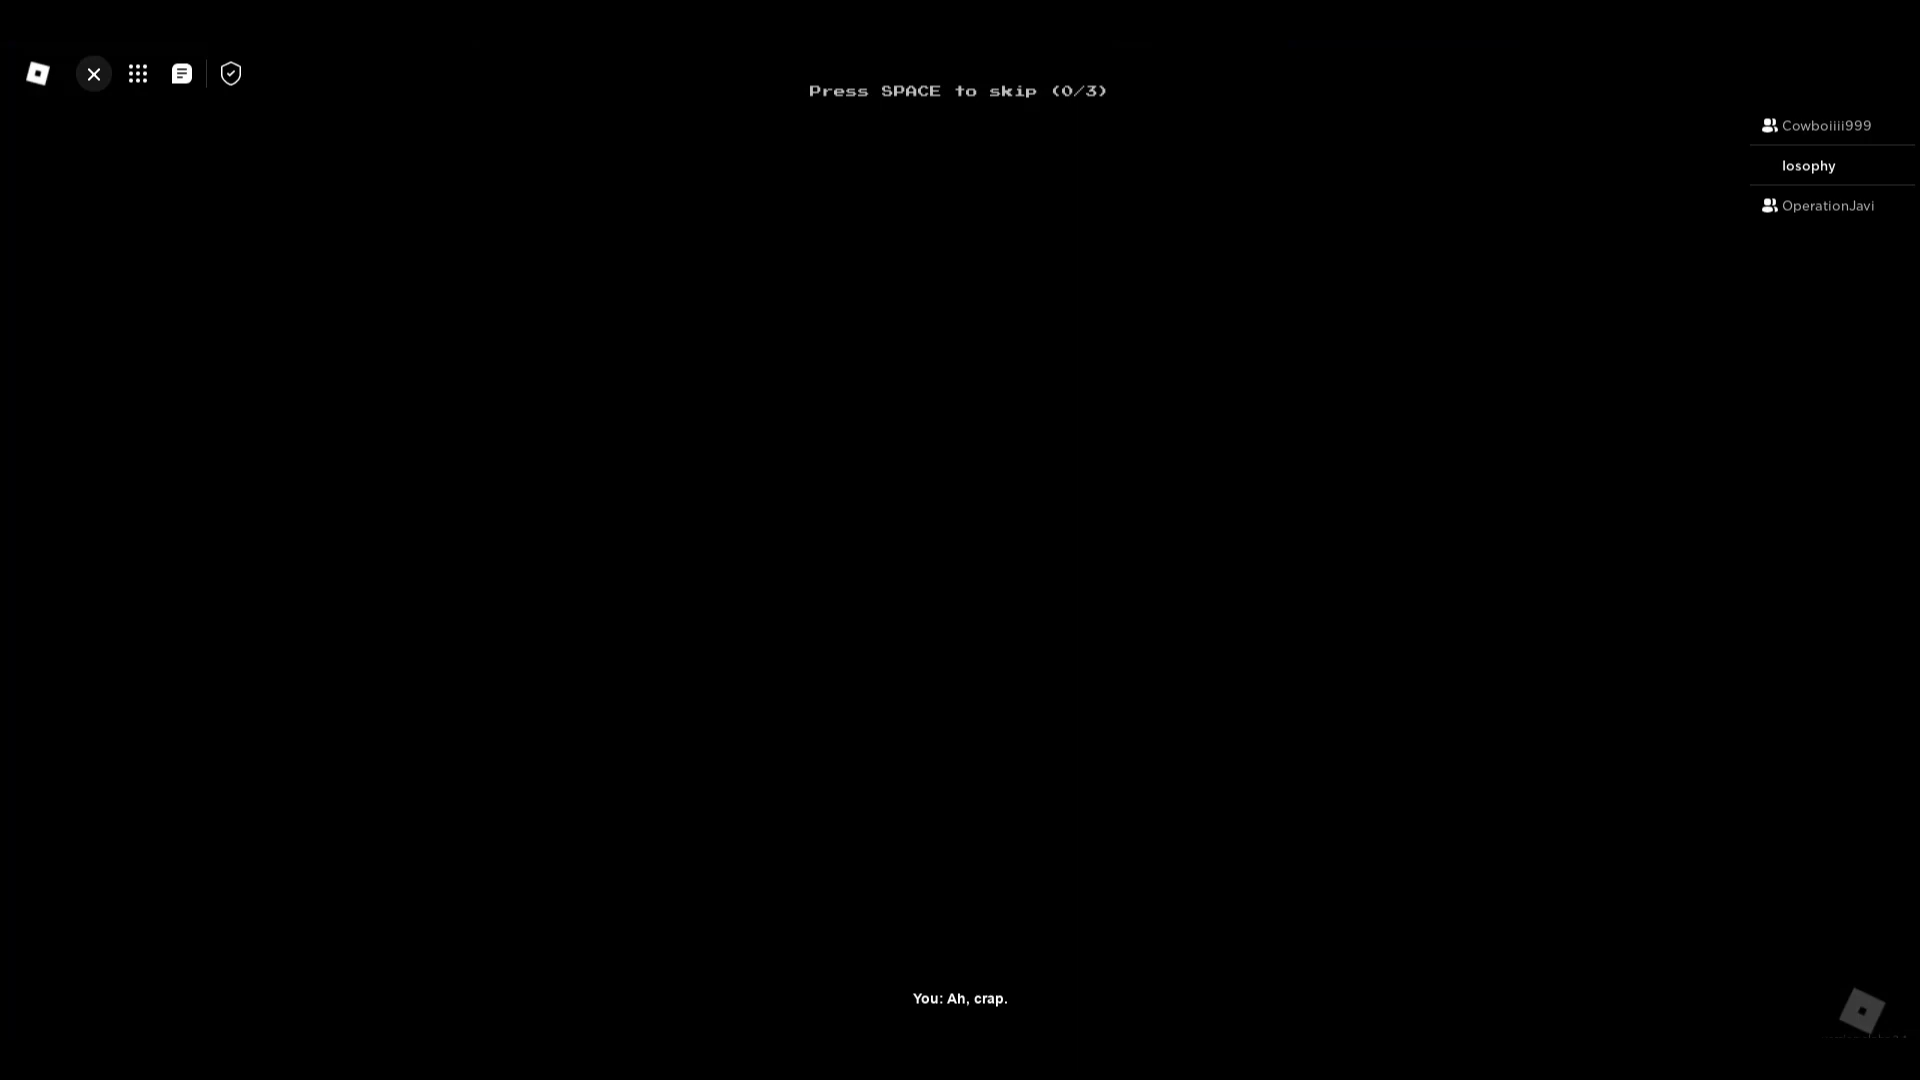 Press SPACE to skip (0/3)
Cowboiiii999
losophy
OperationJavi
You: Ah, crap.